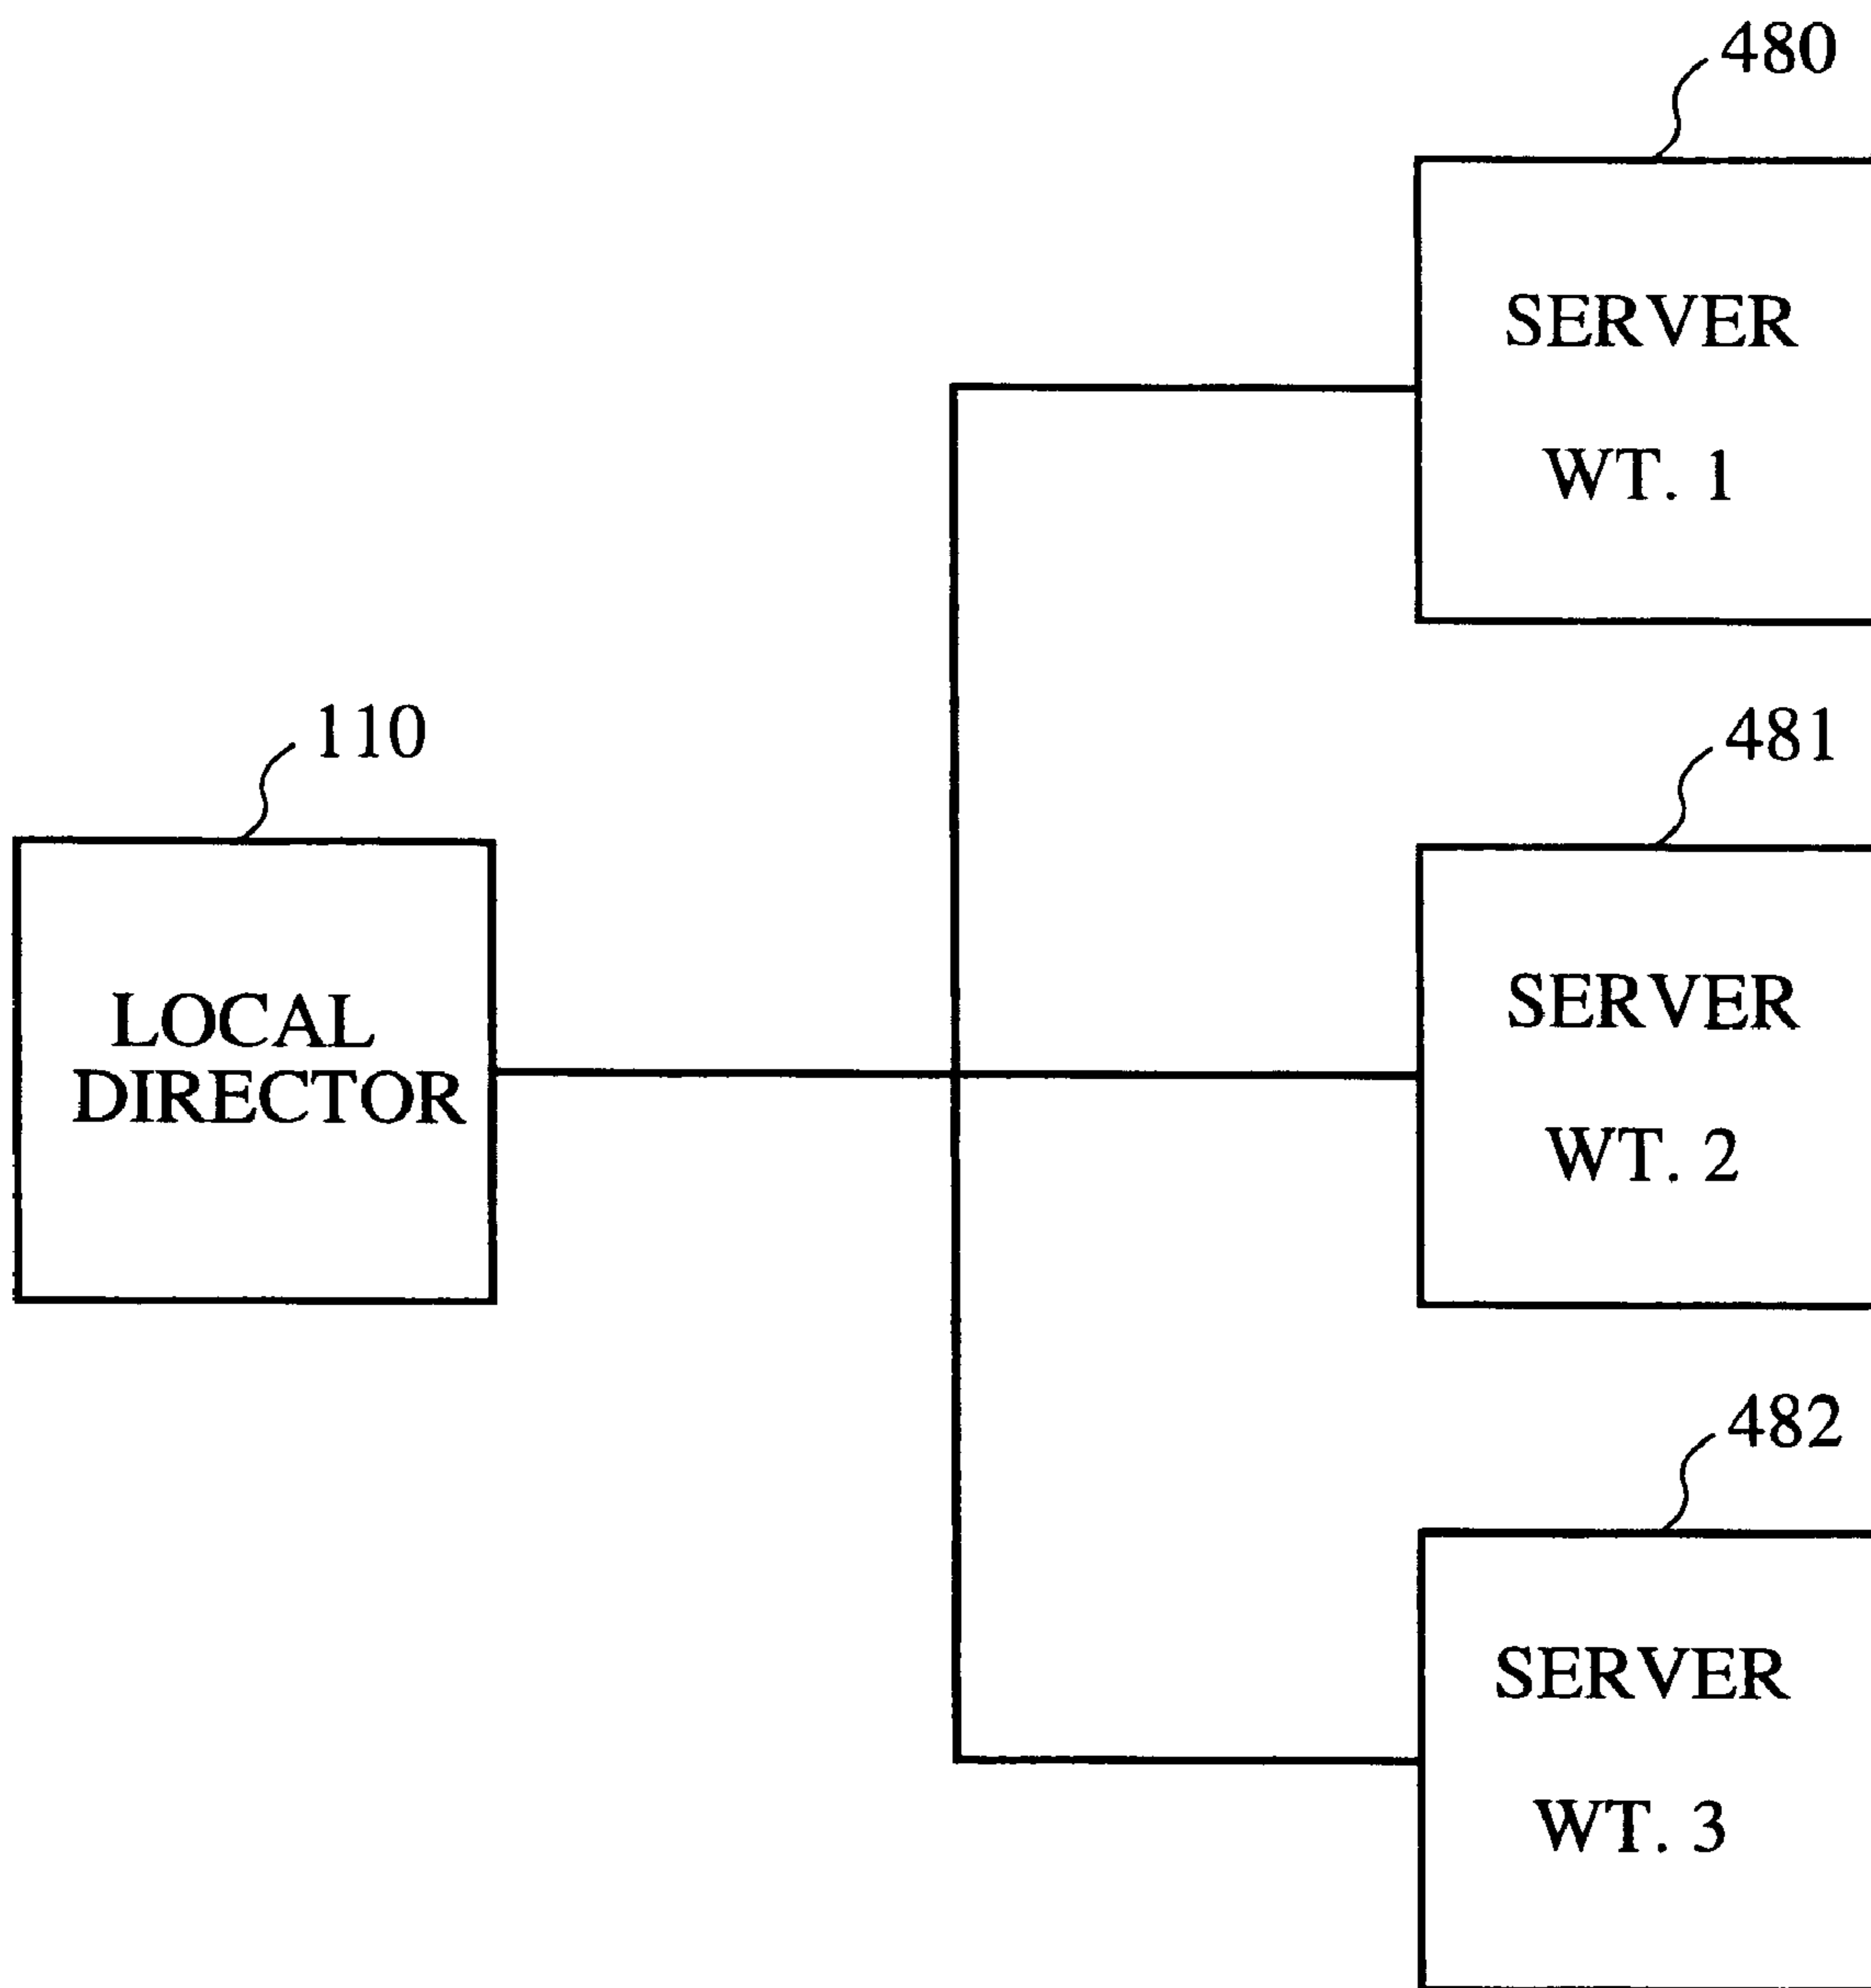 480
SERVER
WT. 1
110
LOCAL
DIRECTOR
481
SERVER
WT. 2
482
SERVER
WT. 3